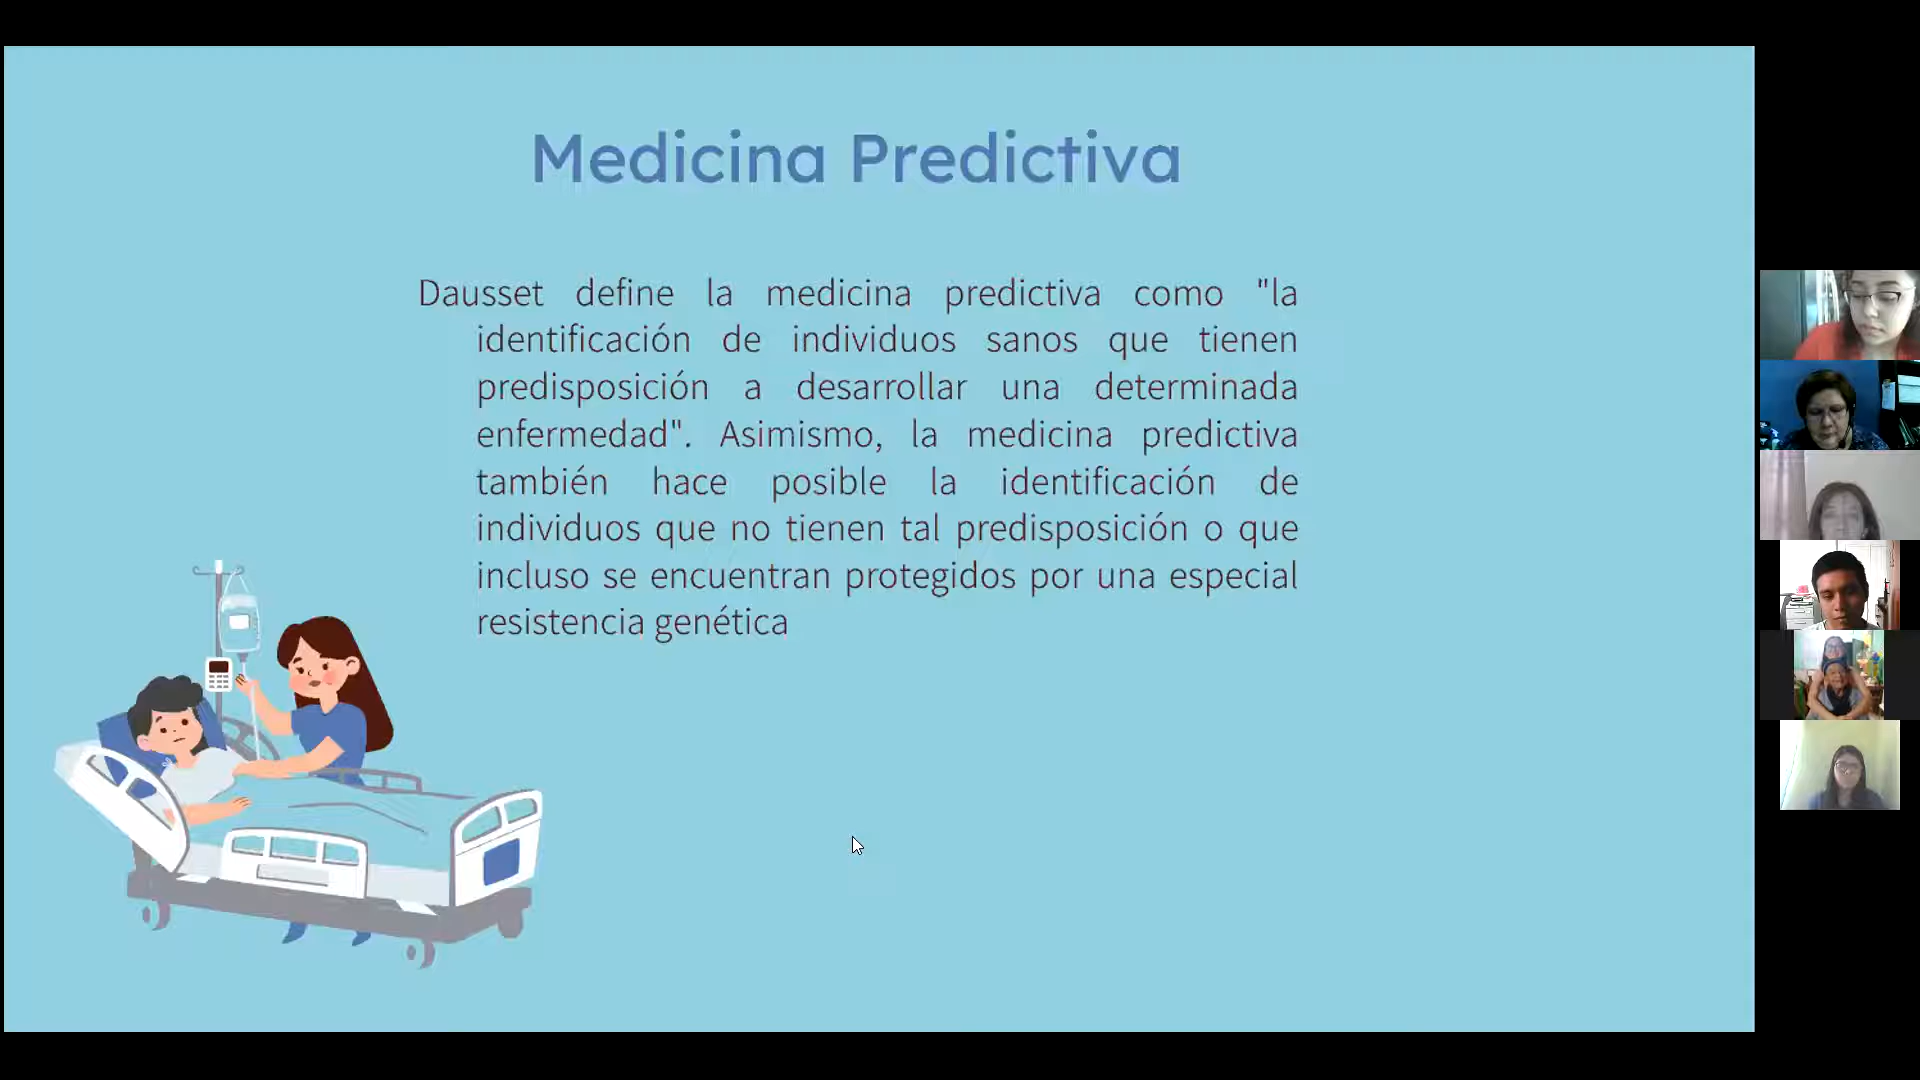 Medicina Predictiva
Dausset define la medicina predictiva como "la
identificación de individuos sanos que tienen
predisposición a desarrollar una determinada
enfermedad". Asimismo, la medicina predictiva
también hace posible la identificación de
individuos que no tienen tal predisposición o que
incluso se encuentran protegidos por una especial
resistencia genética